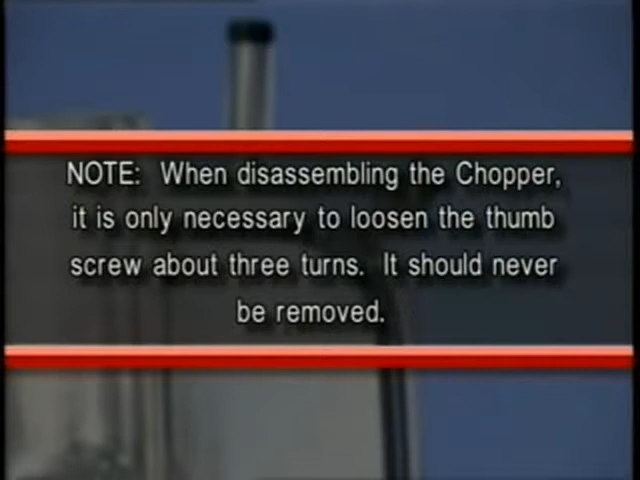 NOTE:  When disassembling the Chopper,
it is only necessary to loosen the thumb
screw about three turns.  It should never
be removed.